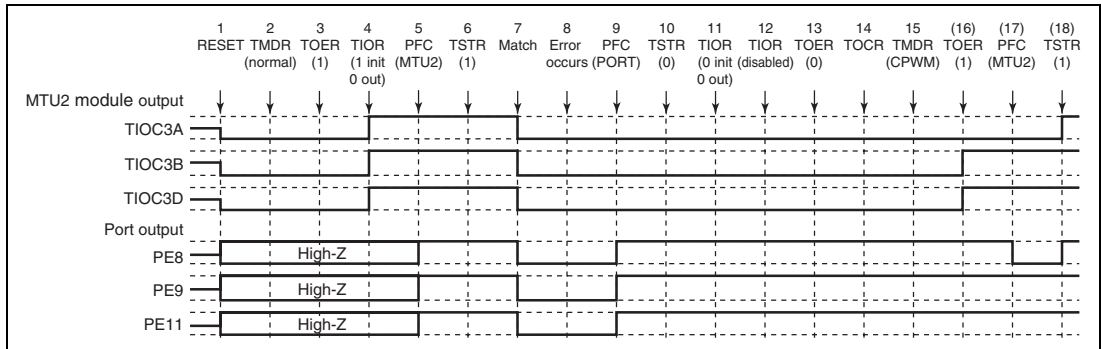 1 2 3 4 5 6 7 8 9 10 11 12 13 14 15 (16) (17) (18)
RESET TMDR TOER TIOR PFC TSTR Match Error PFC TSTR TIOR TIOR TOER TOCR TMDR TOER PFC TSTR
(normal) (1) (1 init (MTU2) (1) occurs (PORT) (0) (0 init (disabled) (0) (CPWM) (1) (MTU2) (1)
0 out) 0 out)
MTU2 module output
TIOC3A
TIOC3B
TIOC3D
Port output
PE8 High-Z
PE9 High-Z
PE11 High-Z